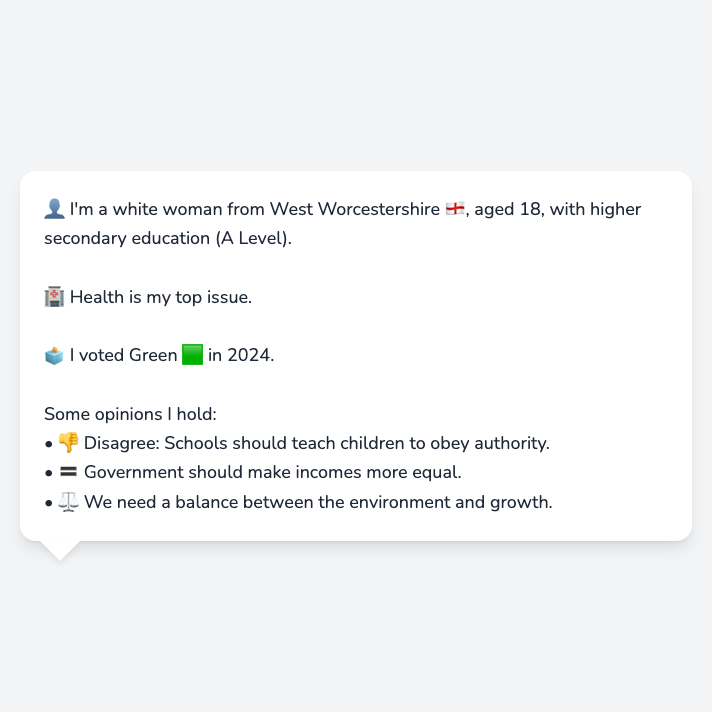 👤 I'm a white woman from West Worcestershire 🏴󠁧󠁢󠁥󠁮󠁧󠁿, aged 18, with higher
secondary education (A Level).
🏥 Health is my top issue.
🗳️ I voted Green 🟩 in 2024.
Some opinions I hold:
• 👎 Disagree: Schools should teach children to obey authority.
• 🟰 Government should make incomes more equal.
• ⚖️ We need a balance between the environment and growth.